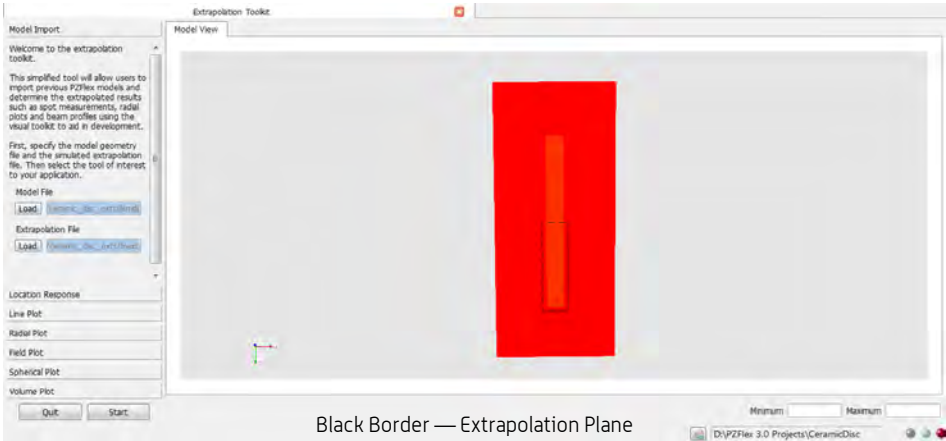 Extrapolation Toolkit
Model Import
Model View
Welcome to the extrapolation
toolkit.
This simplified tool will allow users to
import previous PZFlex models and
determine the extrapolated results
such as spot measurements, radial
plots and beam profiles using the
visual toolkit to aid in development.
First, specify the model geometry
file and the simulated extrapolation
file. Then select the tool of interest
to your application.
Model File
Load
Extrapolation File
Load
Location Response
Line Plot
Radial Plot
Field Plot
Spherical Plot
Volume Plot
Quit Start
Black Border — Extrapolation Plane
Minimum Maximum
D:\PZFlex 3.0 Projects\CeramicDisc